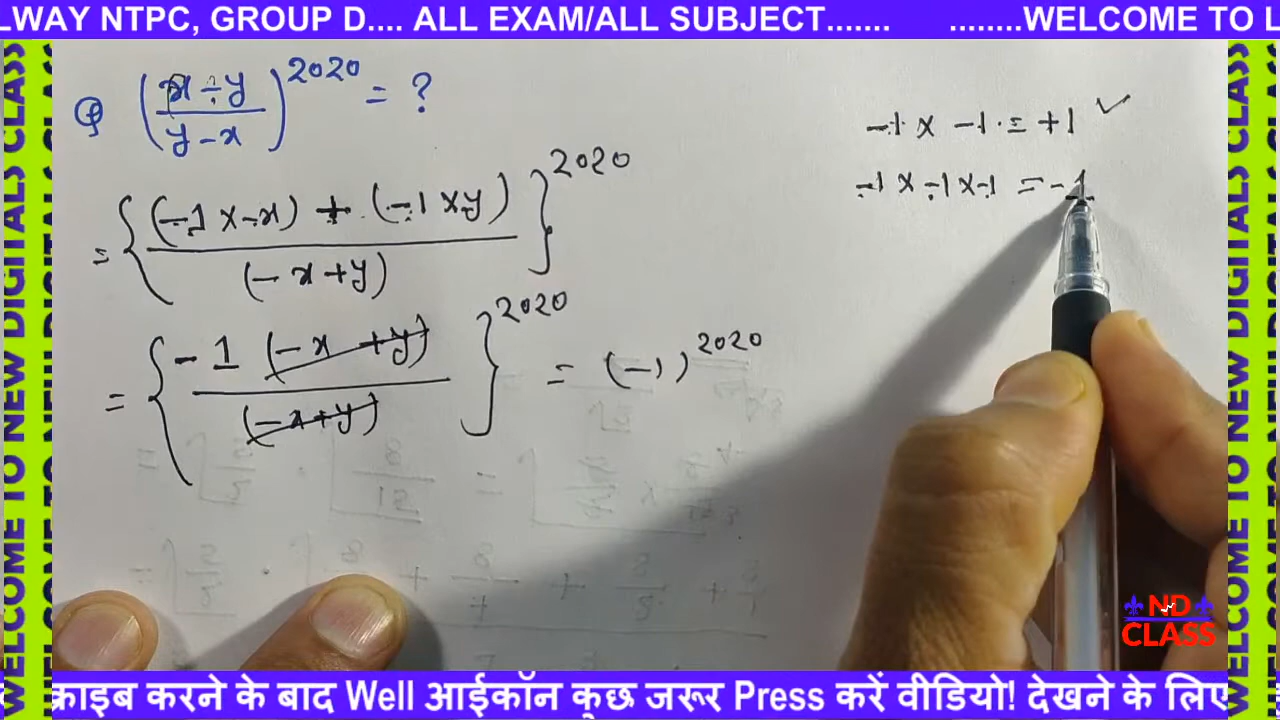 LWAY NTPC, GROUP D.... ALL EXAM/ALL SUBJECT....... ........WELCOME TO L
WELCOME TO NEW DIGITALS CLASS
Q (x÷y / y-x)^2020 = ?
= { (-1 x -x) + (-1 x y) / (-x+y) }^2020
= { -1 (-x+y) / (-x+y) }^2020 = (-1)^2020
-1 x -1 = +1 ✓
-1 x -1 x -1 = -1
ND
CLASS
WELCOME TO NEW DIGITALS CLASS
क्राइब करने के बाद Well आईकॉन कुछ जरूर Press करें वीडियो! देखने के लिए